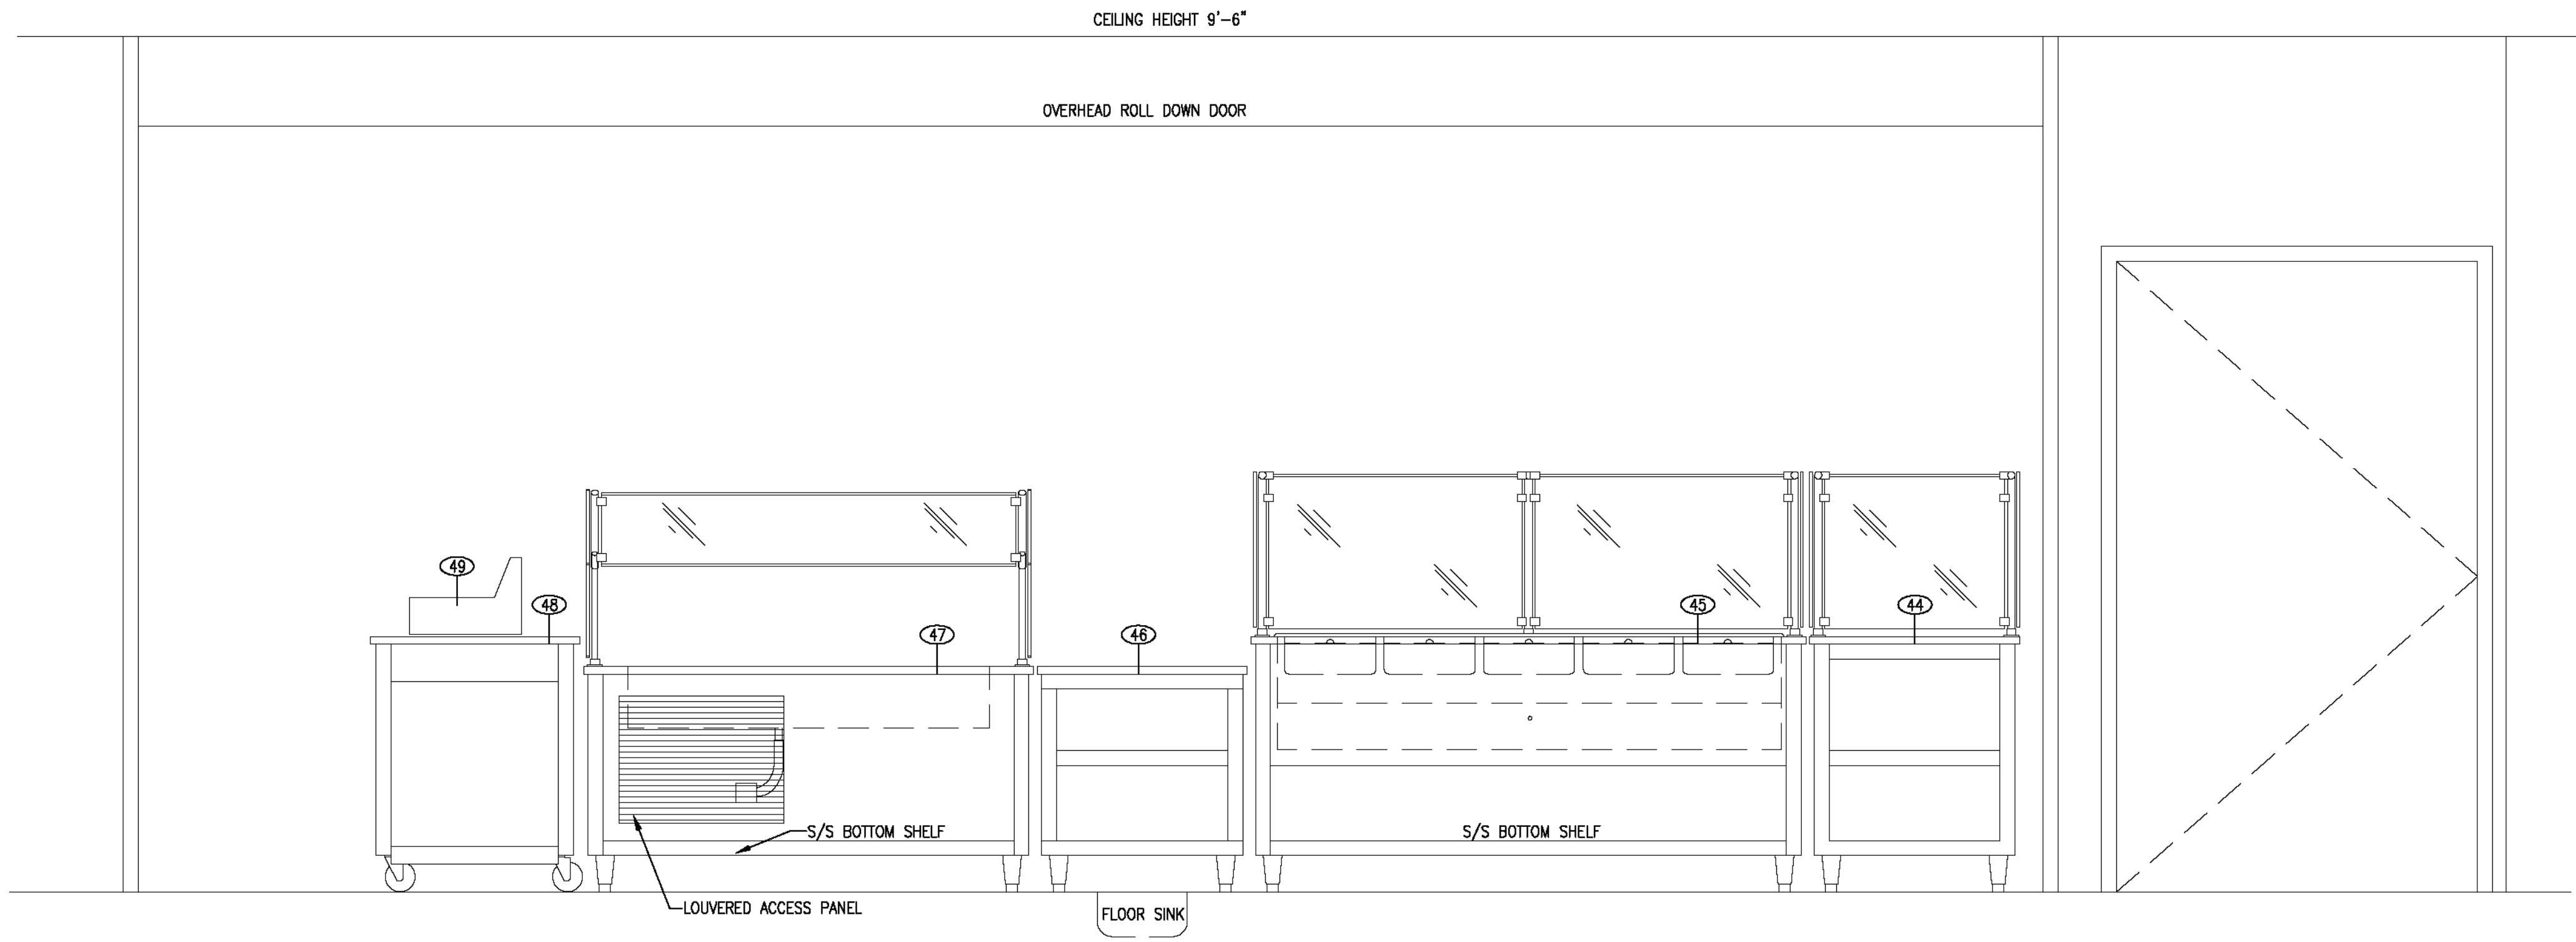 CEILING HEIGHT 9'-6"
OVERHEAD ROLL DOWN DOOR
49
48
47
46
45
44
S/S BOTTOM SHELF
S/S BOTTOM SHELF
LOUVERED ACCESS PANEL
FLOOR SINK